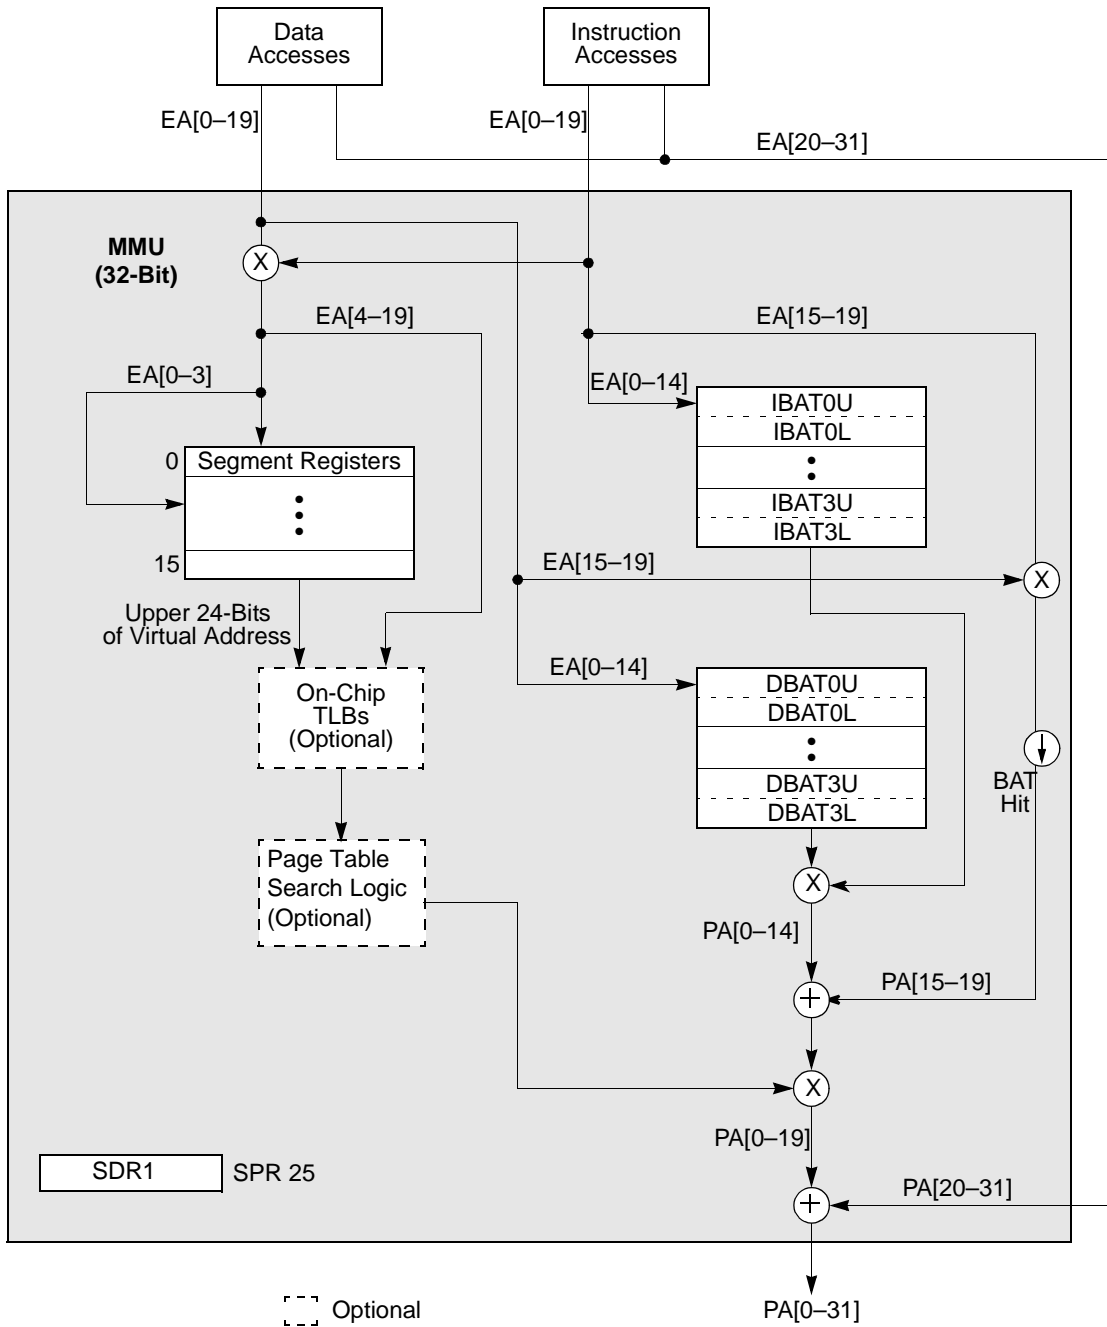 Data
Accesses
Instruction
Accesses
EA[0–19]
EA[0–19]
EA[20–31]
MMU
(32-Bit)
X
EA[4–19]
EA[15–19]
EA[0–3]
EA[0–14]
IBAT0U
IBAT0L
IBAT3U
IBAT3L
0
Segment Registers
15
EA[15–19]
X
Upper 24-Bits
of Virtual Address
EA[0–14]
On-Chip
TLBs
(Optional)
DBAT0U
DBAT0L
DBAT3U
DBAT3L
BAT
Hit
Page Table
Search Logic
(Optional)
X
PA[0–14]
PA[15–19]
+
X
PA[0–19]
SDR1
SPR 25
PA[20–31]
+
Optional
PA[0–31]